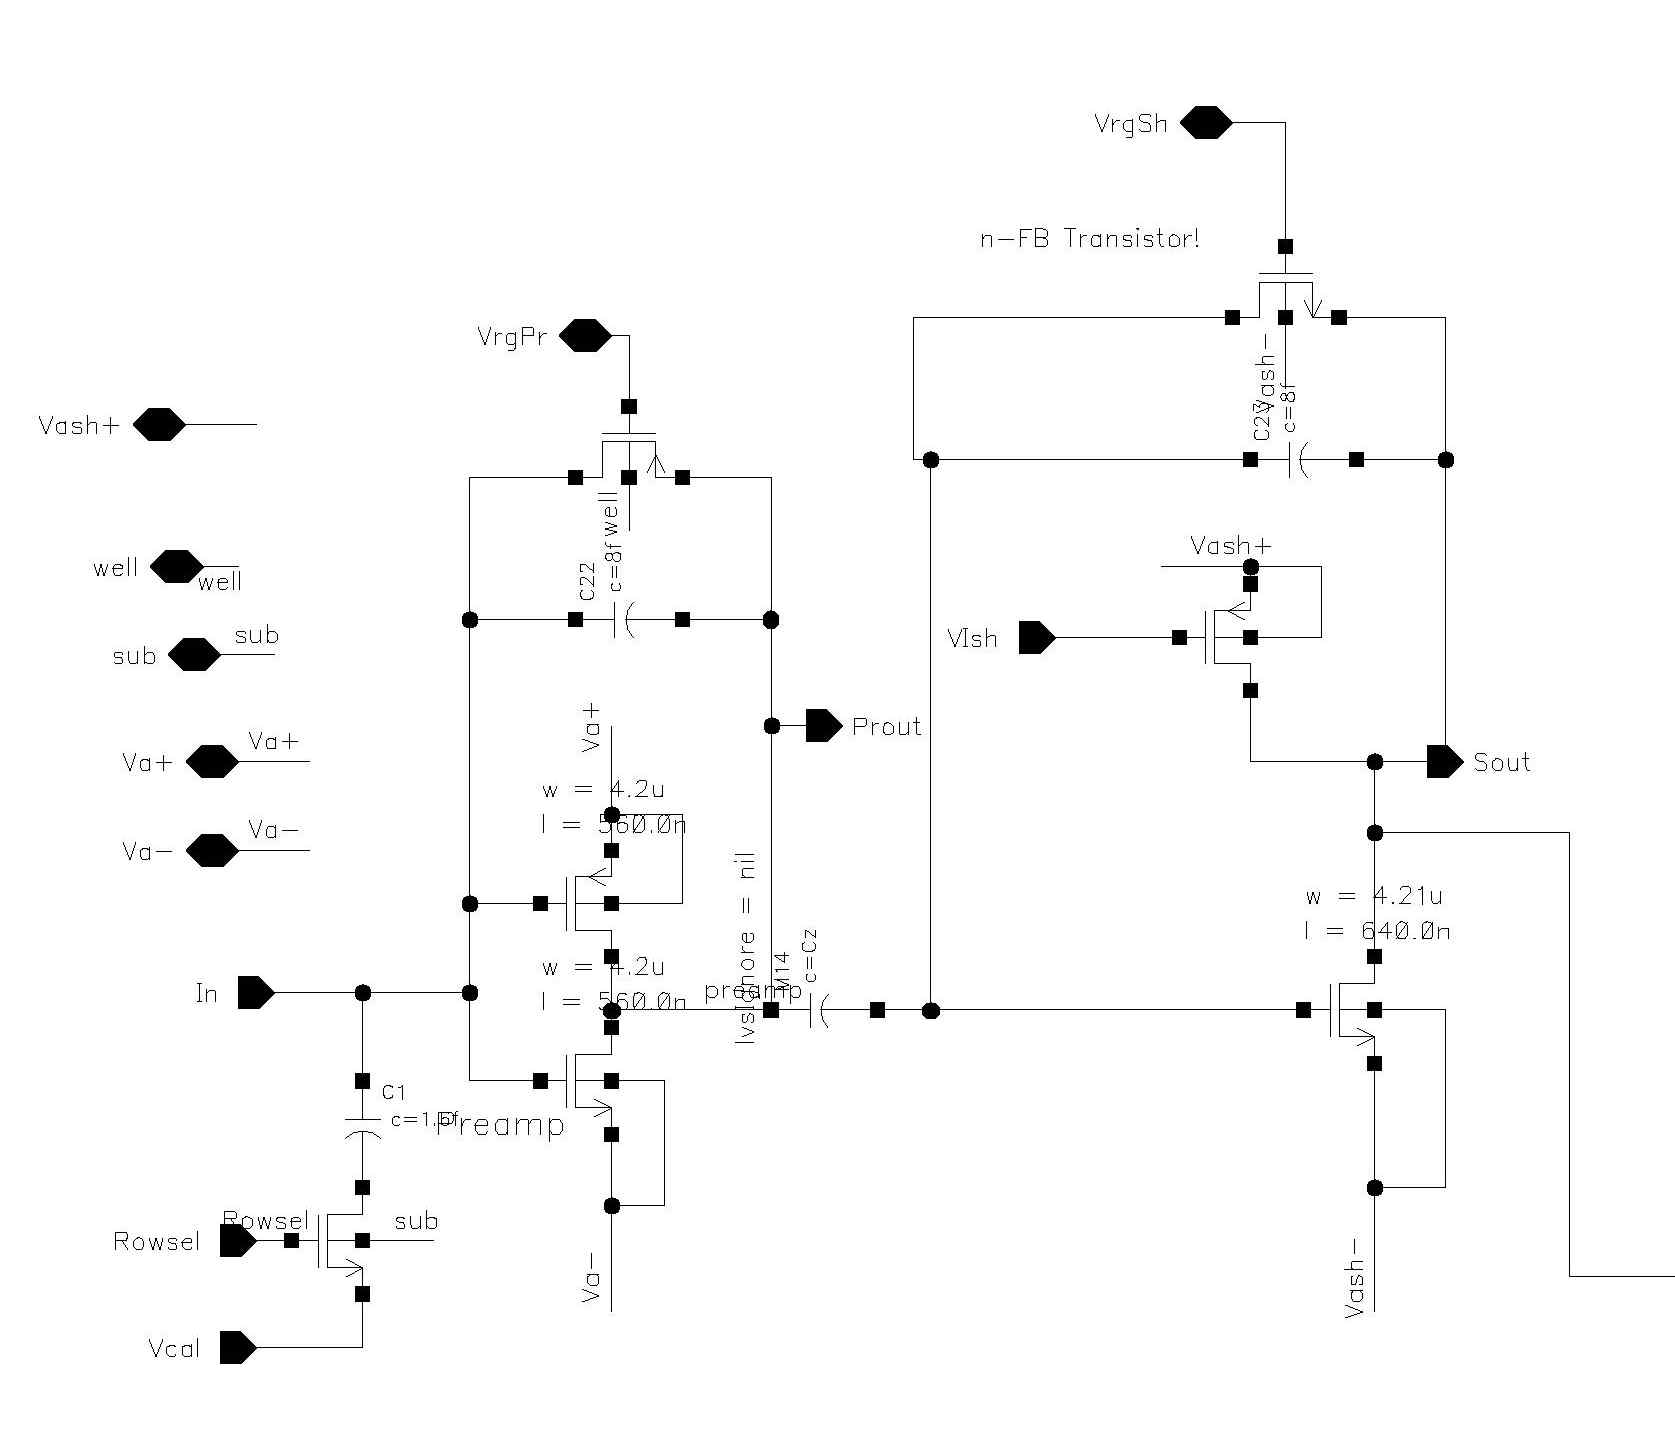 VrgSh
n-FB Transistor!
VrgPr
Vash-
c=8f
Vash+
well
C22
c=8f
Vash+
well
well
sub
sub
VIsh
Va+
Va+
Va+
Prout
Sout
w = 4.2u
l = 560.0n
Va-
Va-
lvsIgnore = nil
w = 4.21u
l = 640.0n
w = 4.2u
l = 560.0n
M14
c=Cz
In
preamp
C1
Preamp
Rowsel
sub
Rowsel
Va-
Vash-
Vcal